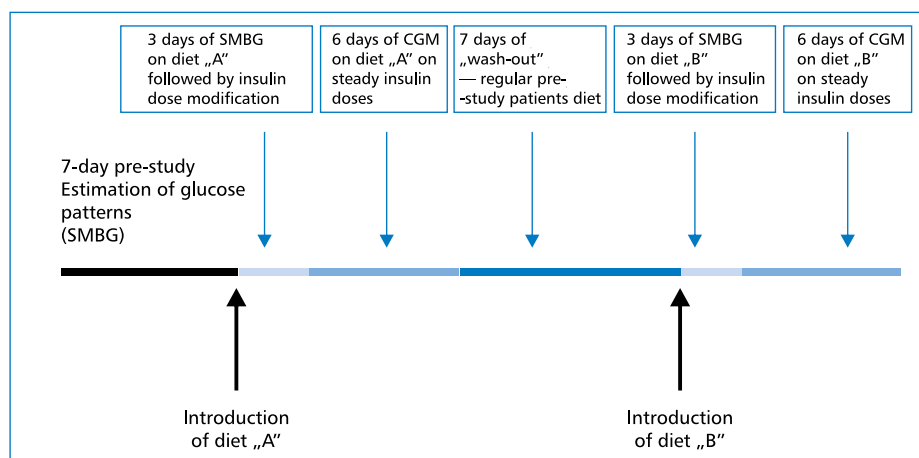 3 days of SMBG
on diet „A”
followed by insulin
dose modification
6 days of CGM
on diet „A” on
steady insulin
doses
7 days of
„wash-out”
— regular pre-
-study patients diet
3 days of SMBG
on diet „B”
followed by insulin
dose modification
6 days of CGM
on diet „B”
on steady
insulin doses
7-day pre-study
Estimation of glucose
patterns
(SMBG)
Introduction
of diet „A”
Introduction
of diet „B”